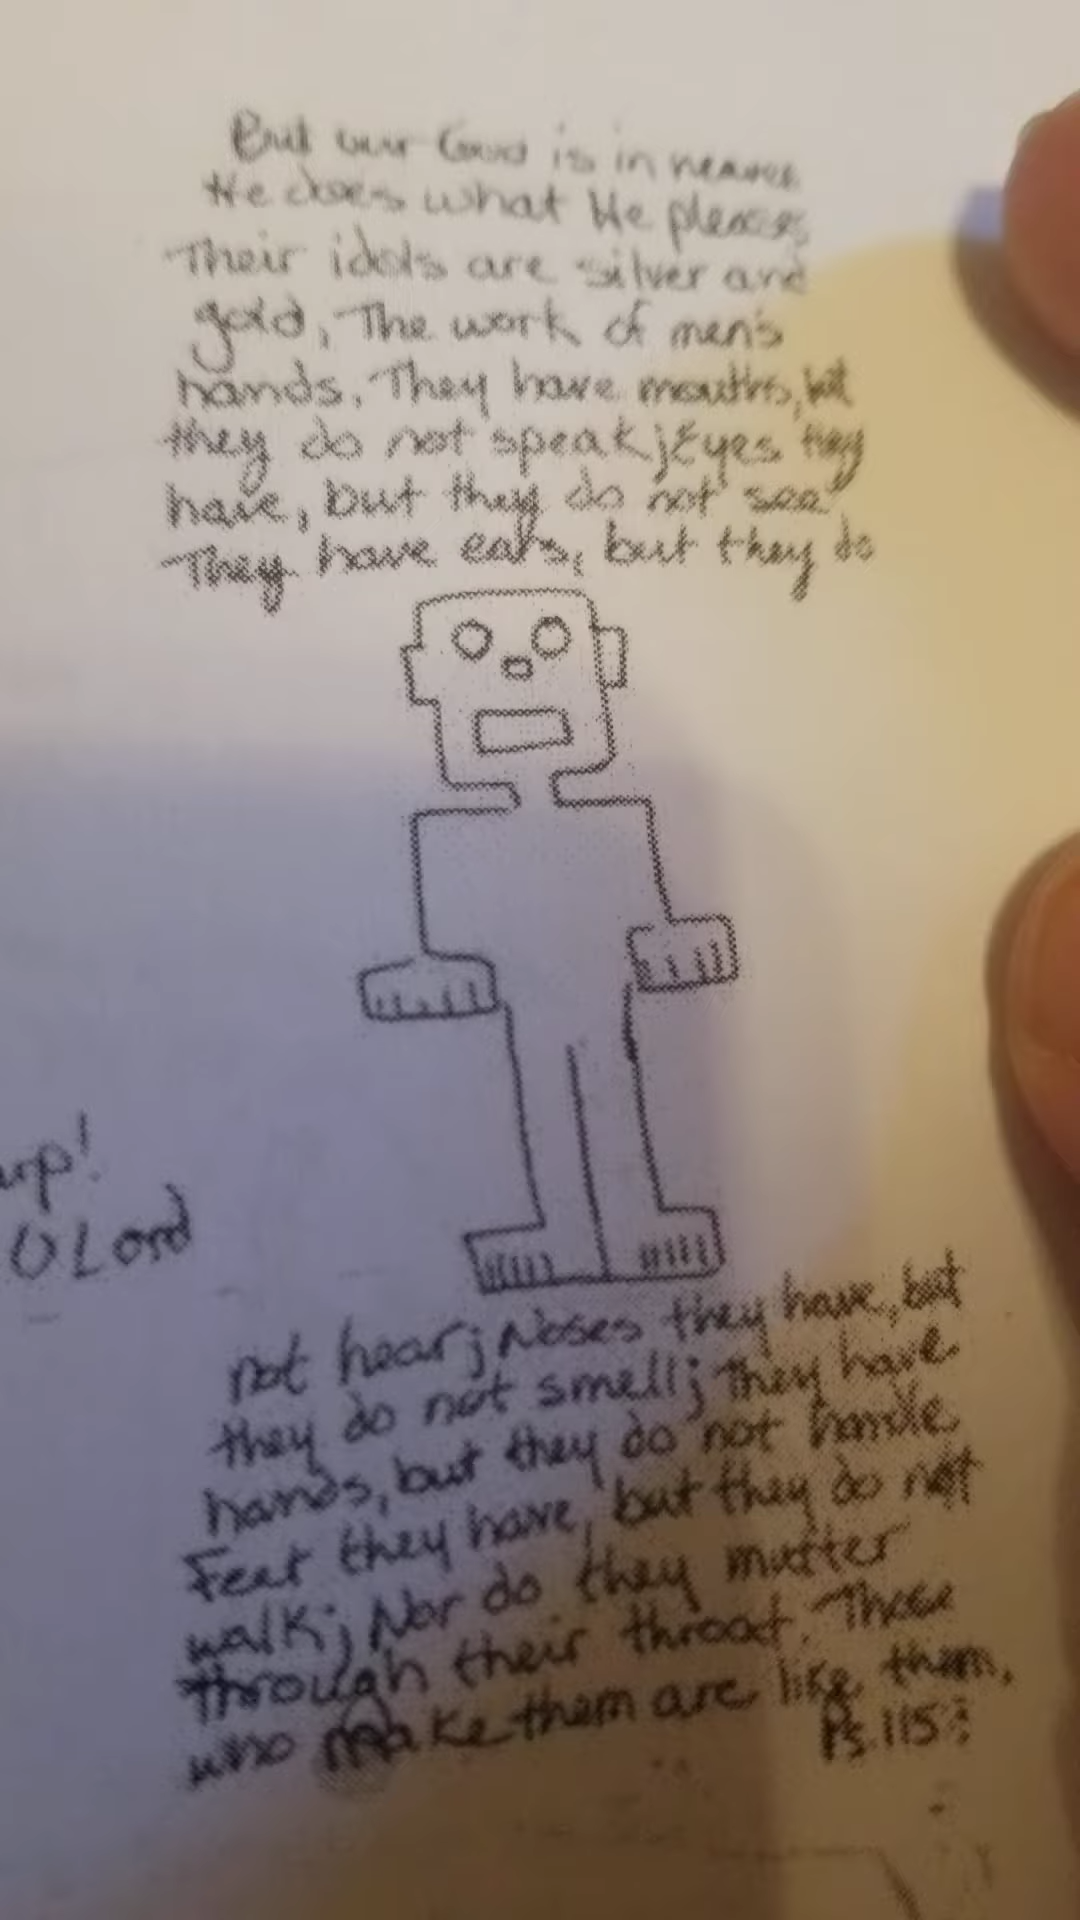 But our God is in heaven
He does what He pleases
Their idols are silver and
gold, The work of men's
hands. They have mouths, but
they do not speak; Eyes they
have, but they do not see
They have ears, but they do
not hear; Noses they have, but
they do not smell; They have
hands, but they do not handle
Feet they have, but they do not
walk; Nor do they mutter
Through their throat. Those
who make them are like them.
Ps. 115:
up!
O Lord